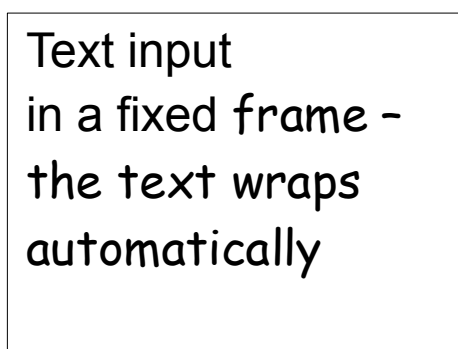 Text input
in a fixed frame –
the text wraps
automatically